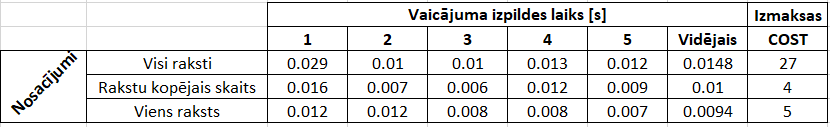 Vaicājuma izpildes laiks [s] Izmaksas
1 2 3 4 5 Vidējais COST
Nosacījumi
Visi raksti 0.029 0.01 0.01 0.013 0.012 0.0148 27
Rakstu kopējais skaits 0.016 0.007 0.006 0.012 0.009 0.01 4
Viens raksts 0.012 0.012 0.008 0.008 0.007 0.0094 5